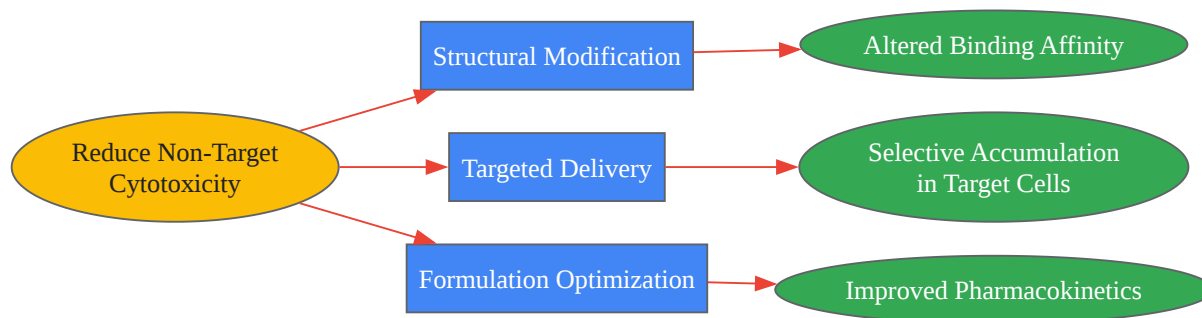 Reduce Non-Target
Cytotoxicity
Structural Modification
Targeted Delivery
Formulation Optimization
Altered Binding Affinity
Selective Accumulation
in Target Cells
Improved Pharmacokinetics